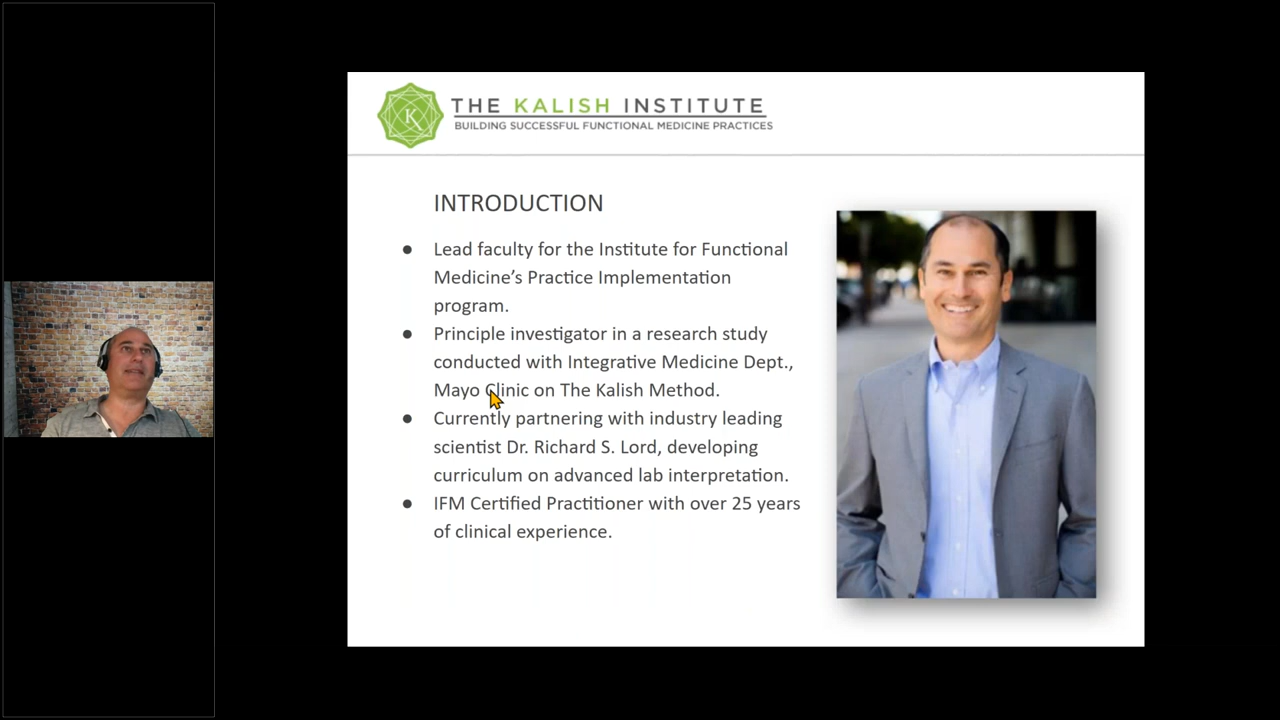 K
THE KALISH INSTITUTE
BUILDING SUCCESSFUL FUNCTIONAL MEDICINE PRACTICES
INTRODUCTION
● Lead faculty for the Institute for Functional
Medicine’s Practice Implementation
program.
● Principle investigator in a research study
conducted with Integrative Medicine Dept.,
Mayo Clinic on The Kalish Method.
● Currently partnering with industry leading
scientist Dr. Richard S. Lord, developing
curriculum on advanced lab interpretation.
● IFM Certified Practitioner with over 25 years
of clinical experience.